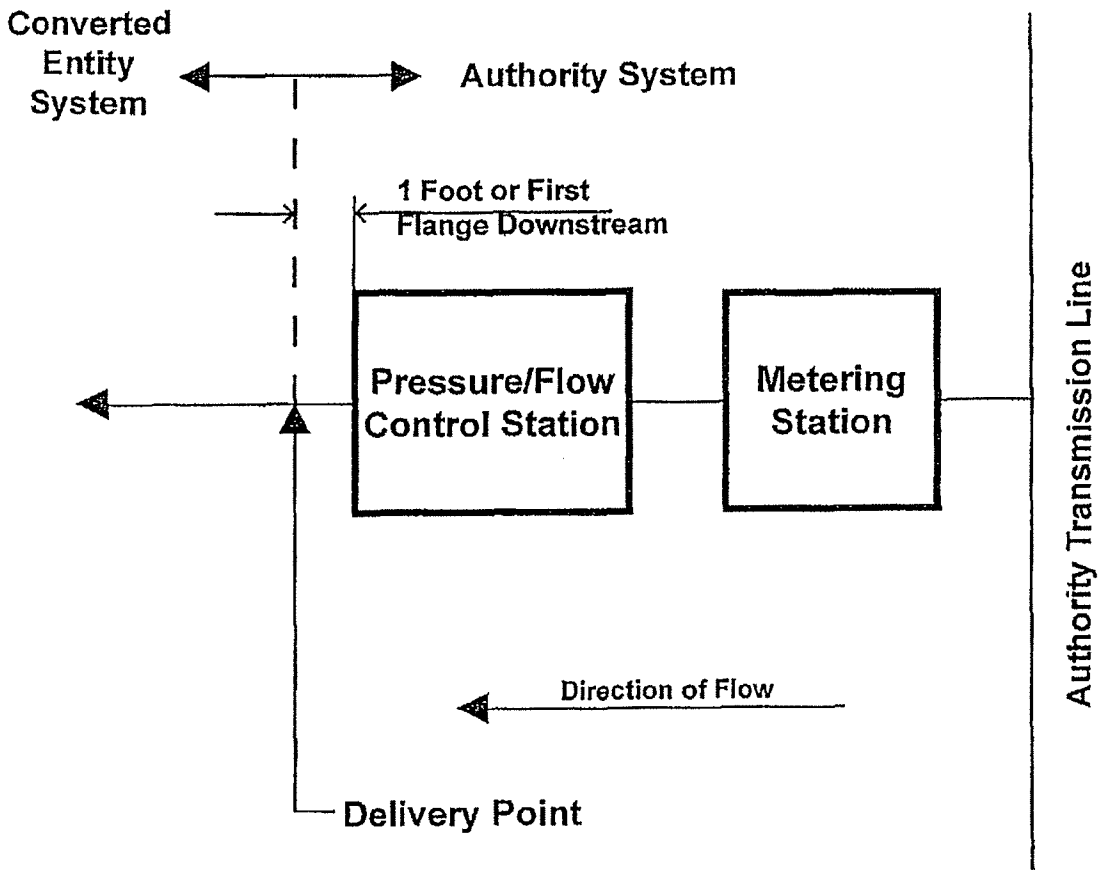 Converted
Entity
System
Authority System
1 Foot or First
Flange Downstream
Pressure/Flow
Control Station
Metering
Station
Authority Transmission Line
Direction of Flow
Delivery Point